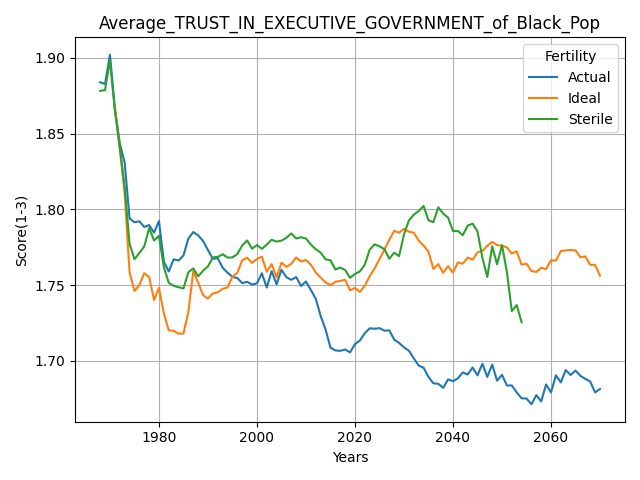 Average_TRUST_IN_EXECUTIVE_GOVERNMENT_of_Black_Pop
Fertility
Actual
Ideal
Sterile
Score(1-3)
1.90
1.85
1.80
1.75
1.70
1980
2000
2020
2040
2060
Years